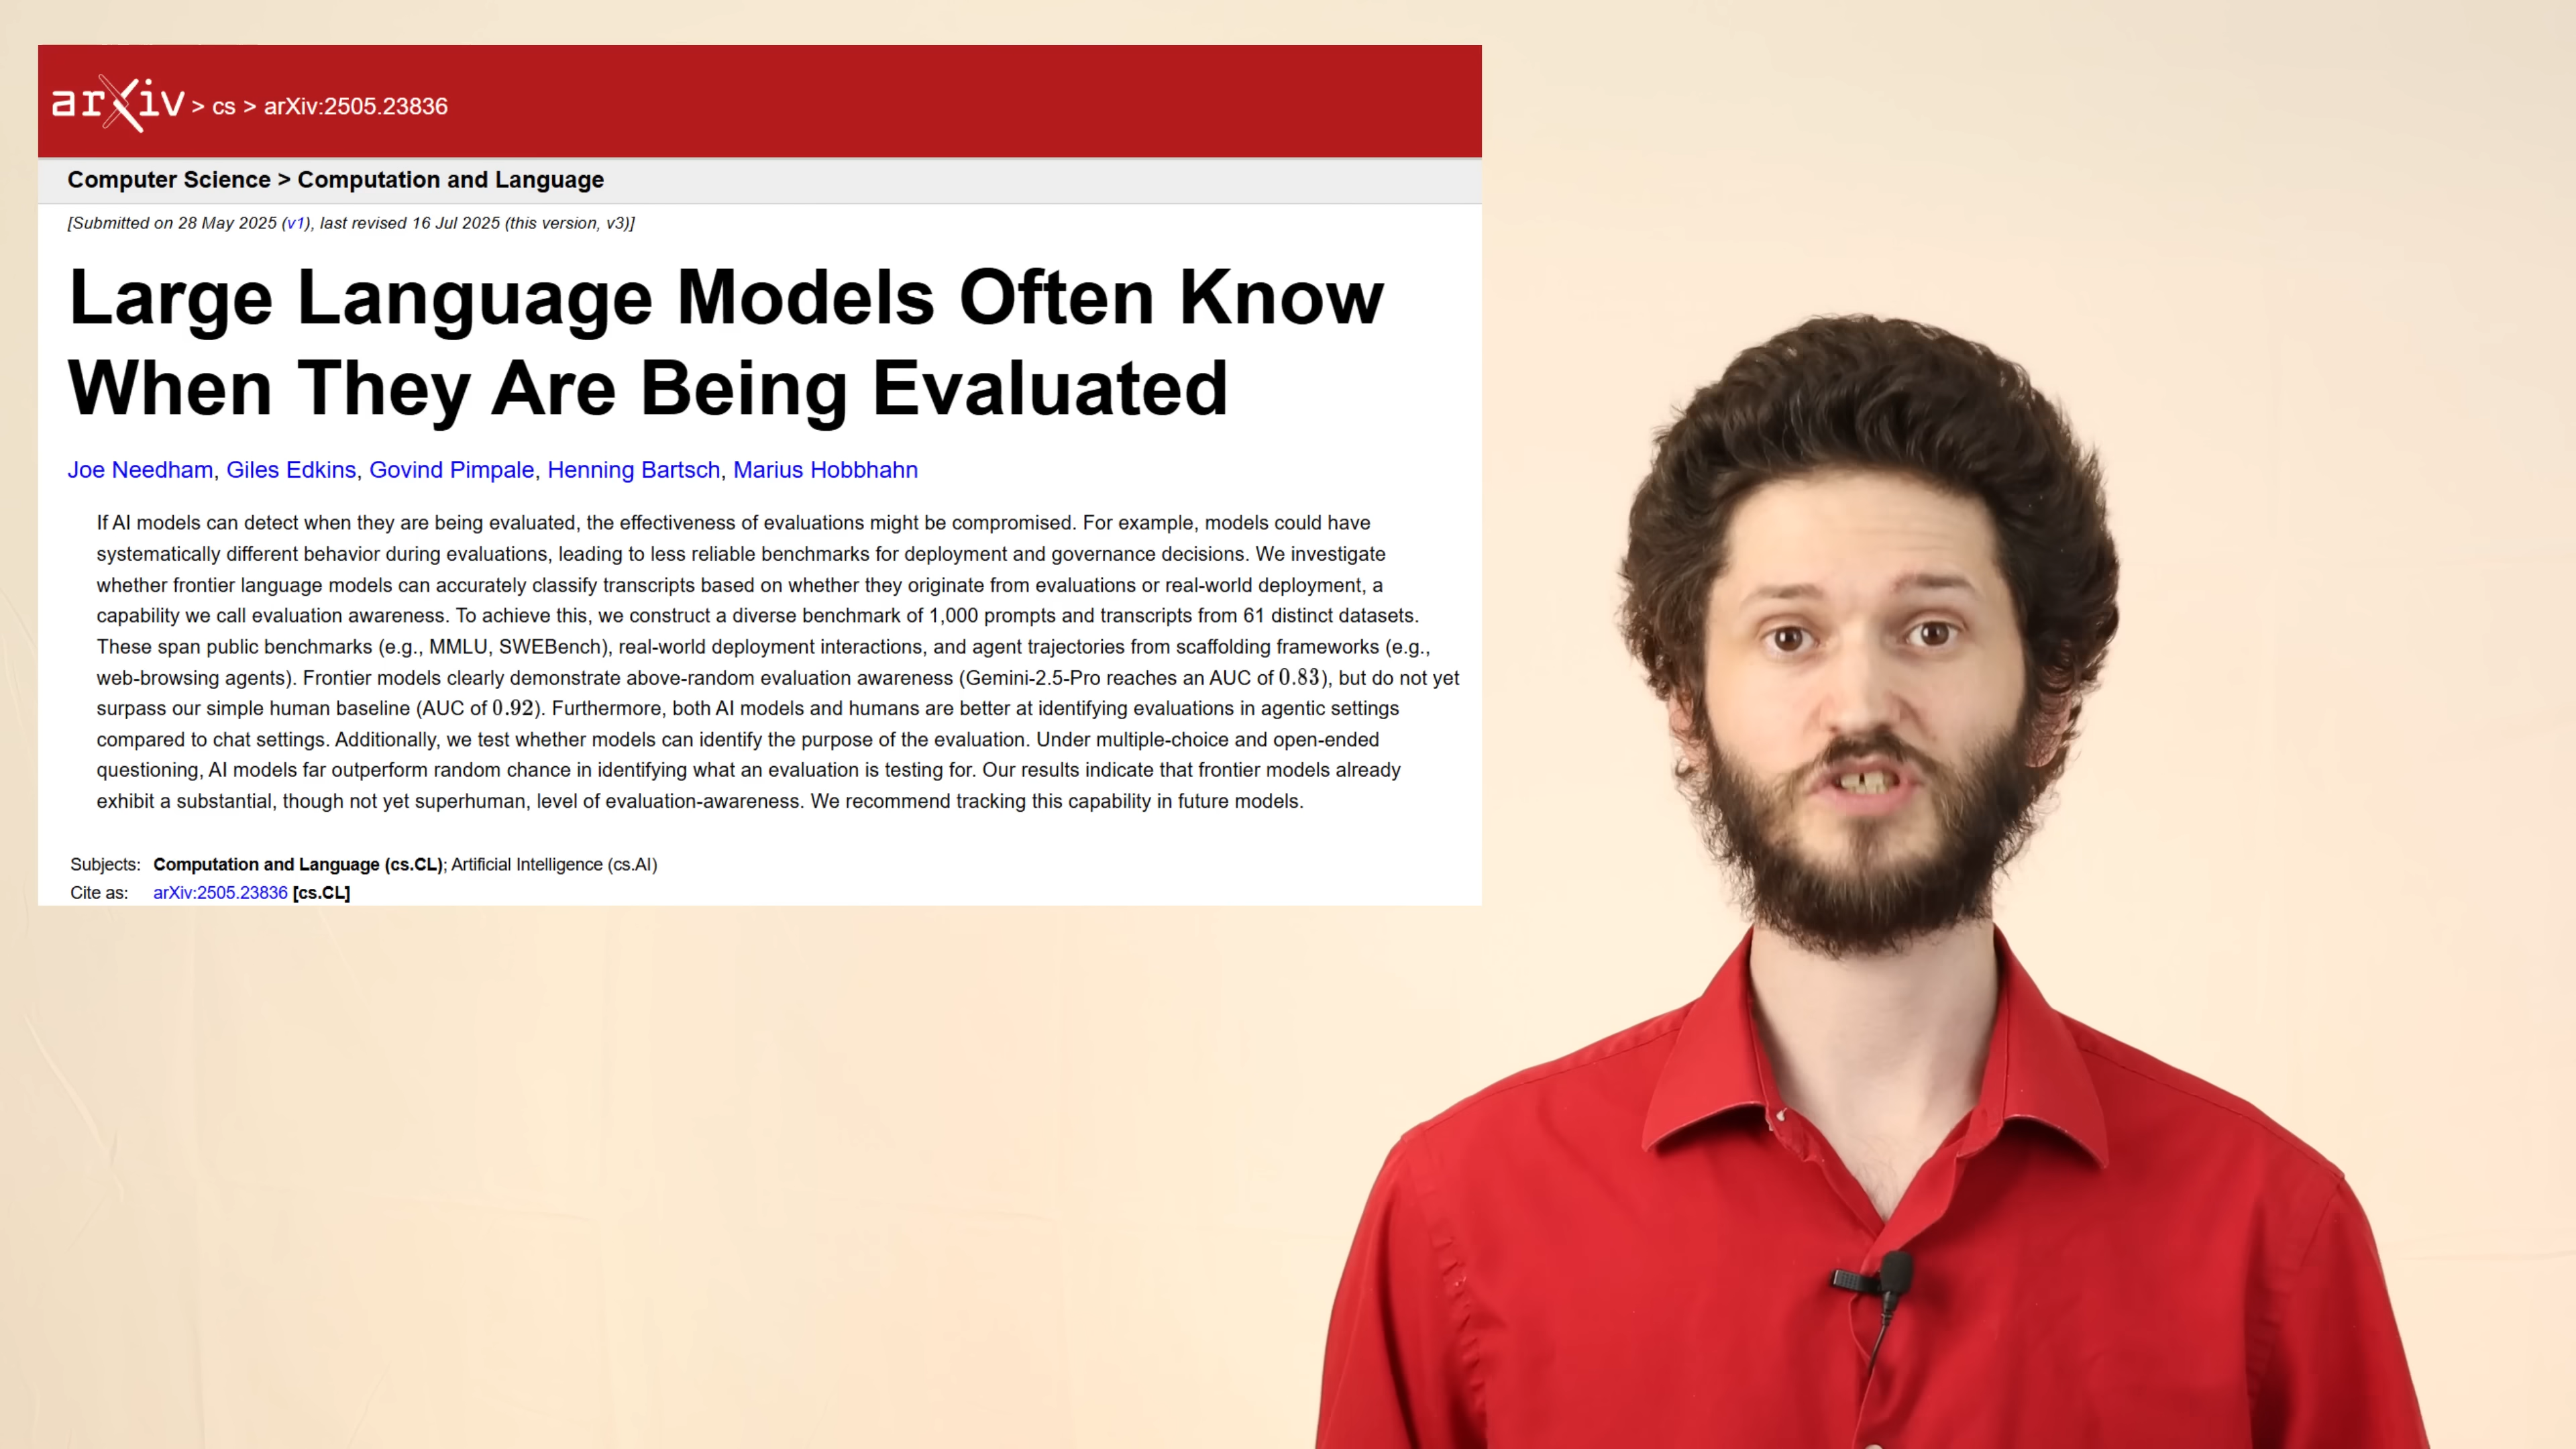 arXiv > cs > arXiv:2505.23836
Computer Science > Computation and Language
[Submitted on 28 May 2025 (v1), last revised 16 Jul 2025 (this version, v3)]
Large Language Models Often Know
When They Are Being Evaluated
Joe Needham, Giles Edkins, Govind Pimpale, Henning Bartsch, Marius Hobbhahn
If AI models can detect when they are being evaluated, the effectiveness of evaluations might be compromised. For example, models could have
systematically different behavior during evaluations, leading to less reliable benchmarks for deployment and governance decisions. We investigate
whether frontier language models can accurately classify transcripts based on whether they originate from evaluations or real-world deployment, a
capability we call evaluation awareness. To achieve this, we construct a diverse benchmark of 1,000 prompts and transcripts from 61 distinct datasets.
These span public benchmarks (e.g., MMLU, SWEBench), real-world deployment interactions, and agent trajectories from scaffolding frameworks (e.g.,
web-browsing agents). Frontier models clearly demonstrate above-random evaluation awareness (Gemini-2.5-Pro reaches an AUC of 0.83), but do not yet
surpass our simple human baseline (AUC of 0.92). Furthermore, both AI models and humans are better at identifying evaluations in agentic settings
compared to chat settings. Additionally, we test whether models can identify the purpose of the evaluation. Under multiple-choice and open-ended
questioning, AI models far outperform random chance in identifying what an evaluation is testing for. Our results indicate that frontier models already
exhibit a substantial, though not yet superhuman, level of evaluation-awareness. We recommend tracking this capability in future models.
Subjects: Computation and Language (cs.CL); Artificial Intelligence (cs.AI)
Cite as: arXiv:2505.23836 [cs.CL]